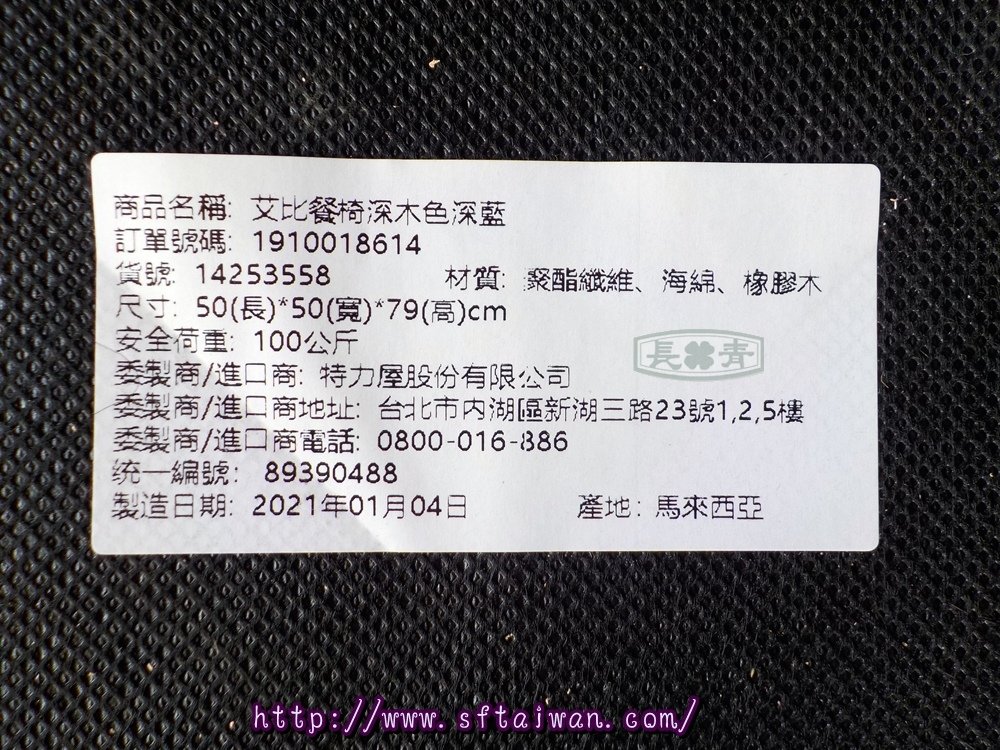 商品名稱: 艾比餐椅深木色深藍
訂單號碼: 1910018614
貨號: 14253558 材質: 聚酯纖維、海綿、橡膠木
尺寸: 50(長)*50(寬)*79(高)cm
安全荷重: 100公斤
長青
委製商/進口商: 特力屋股份有限公司
委製商/進口商地址: 台北市內湖區新湖三路23號1,2,5樓
委製商/進口商電話: 0800-016-886
统一編號: 89390488
製造日期: 2021年01月04日 產地: 馬來西亞
http://www.sftaiwan.com/